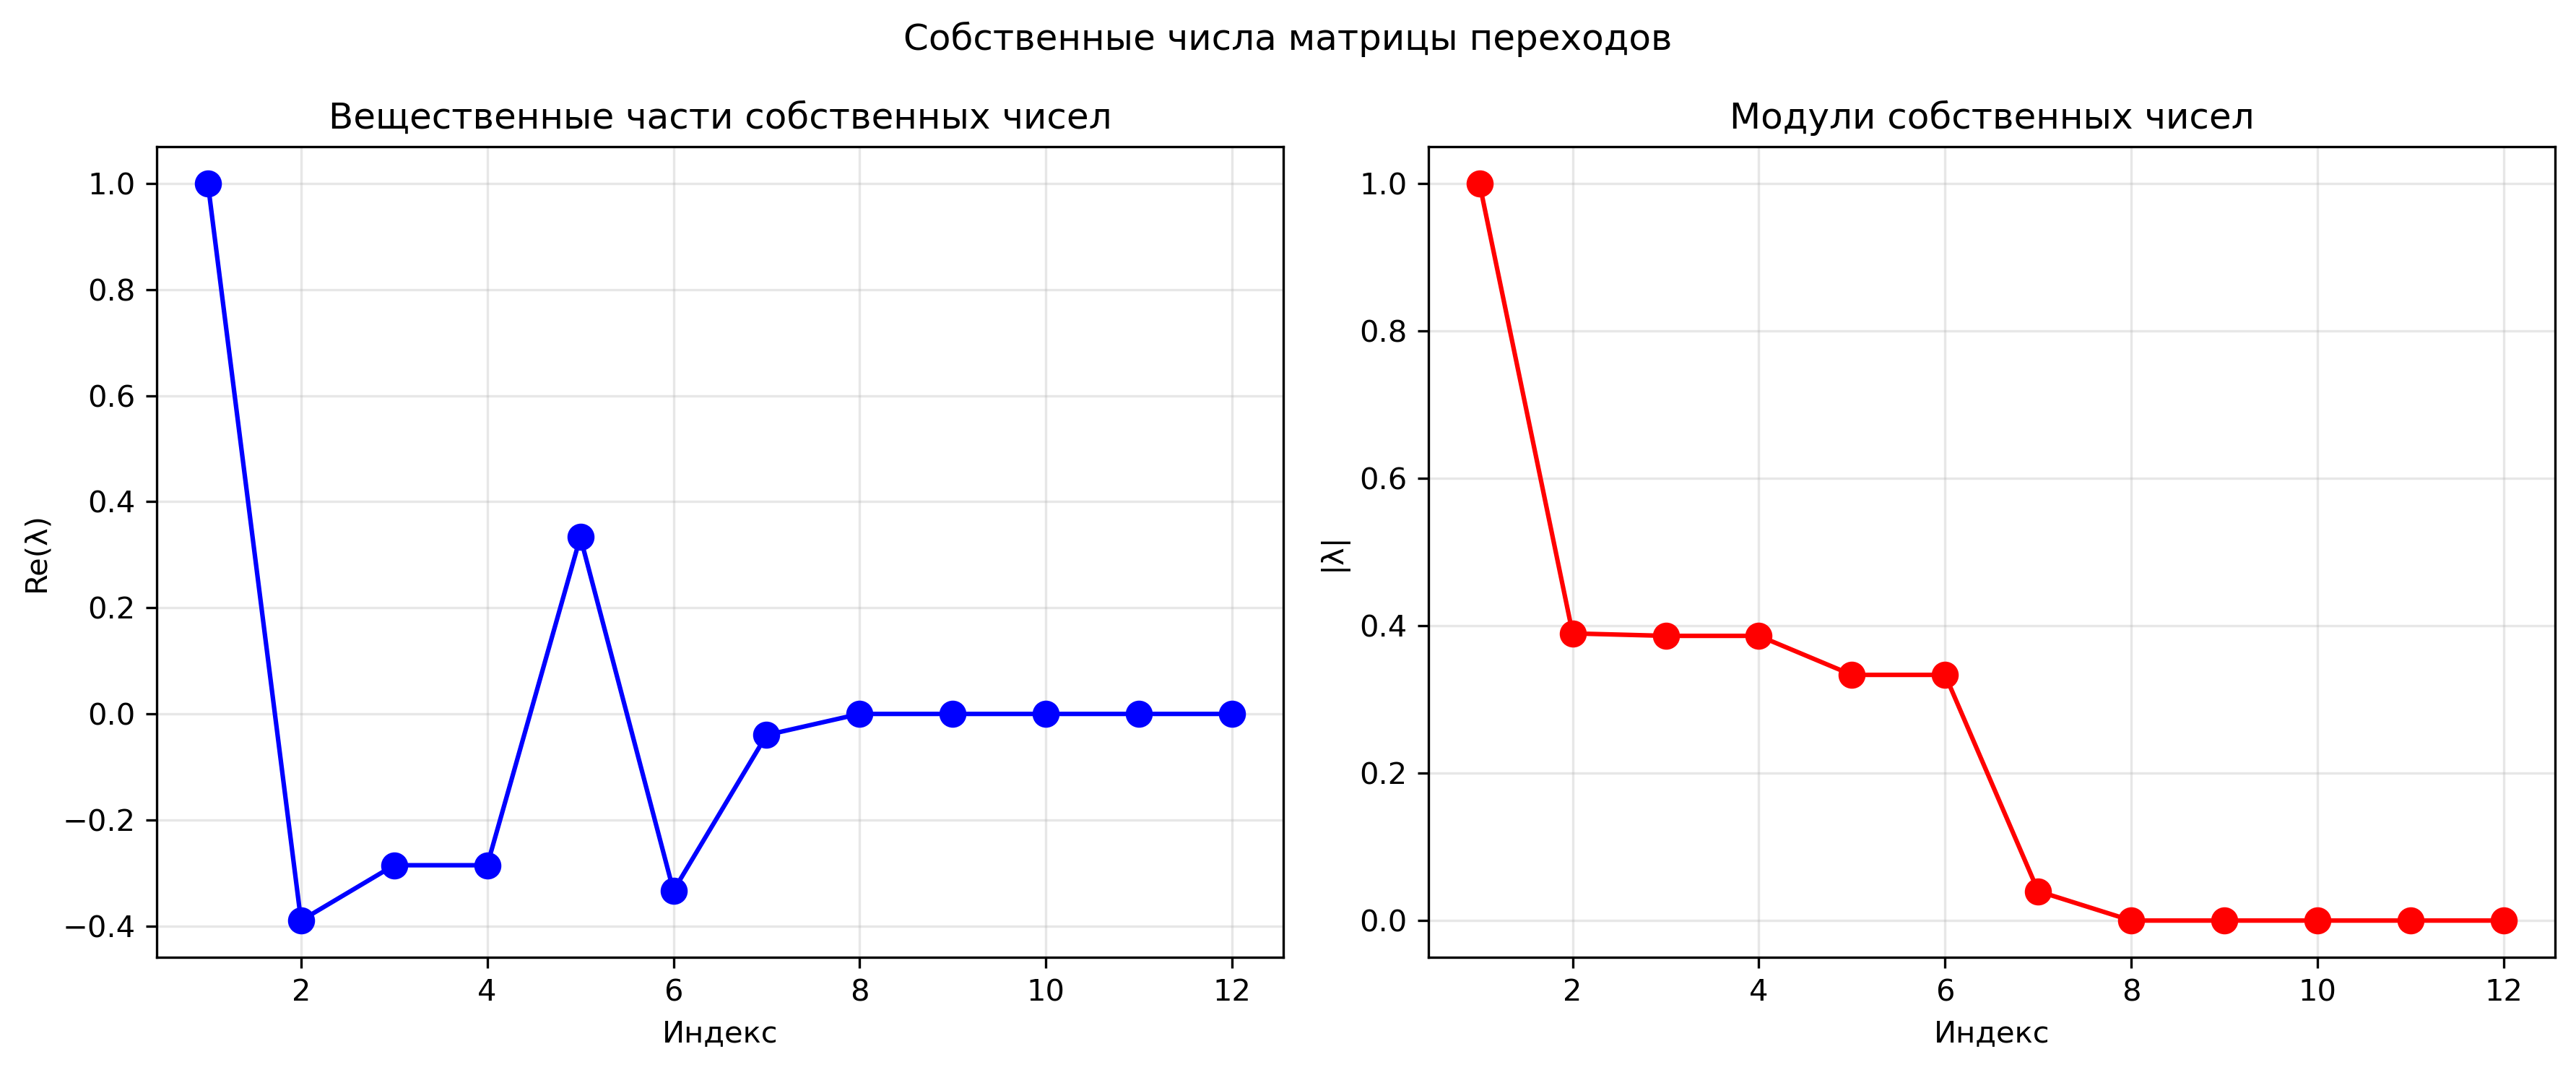 Собственные числа матрицы переходов
Вещественные части собственных чисел
1.0
0.8
0.6
0.4
0.2
0.0
−0.2
−0.4
Re(λ)
2 4 6 8 10 12
Индекс
Модули собственных чисел
1.0
0.8
0.6
0.4
0.2
0.0
|λ|
2 4 6 8 10 12
Индекс